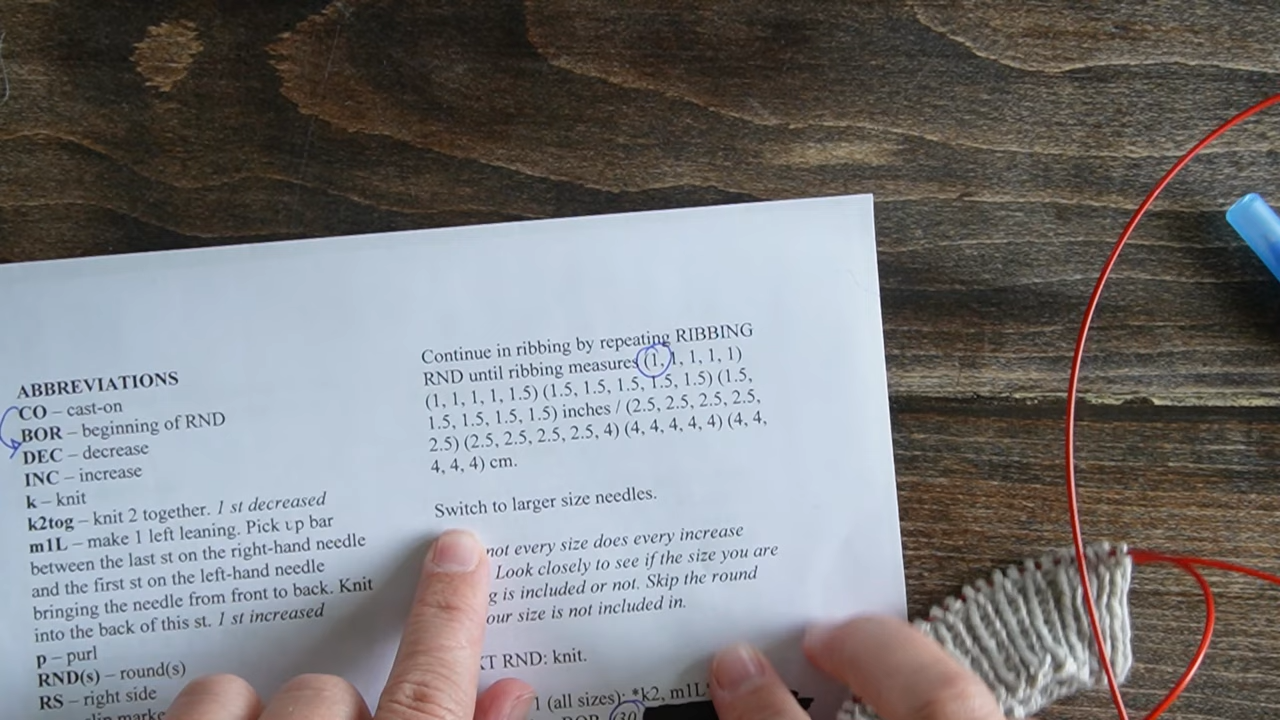 ABBREVIATIONS
CO – cast-on
BOR – beginning of RND
DEC – decrease
INC – increase
k – knit
k2tog – knit 2 together. 1 st decreased
m1L – make 1 left leaning. Pick up bar
between the last st on the right-hand needle
and the first st on the left-hand needle
bringing the needle from front to back. Knit
into the back of this st. 1 st increased
p – purl
RND(s) – round(s)
RS – right side
Continue in ribbing by repeating RIBBING
RND until ribbing measures (1, 1, 1, 1, 1)
(1, 1, 1, 1, 1.5) (1.5, 1.5, 1.5, 1.5, 1.5) (1.5,
1.5, 1.5, 1.5, 1.5) inches / (2.5, 2.5, 2.5, 2.5,
2.5) (2.5, 2.5, 2.5, 2.5, 4) (4, 4, 4, 4, 4) (4, 4,
4, 4, 4) cm.
Switch to larger size needles.
not every size does every increase
Look closely to see if the size you are
is included or not. Skip the round
size is not included in.
RND: knit.
1 (all sizes): *k2, m1L*
BOR (30